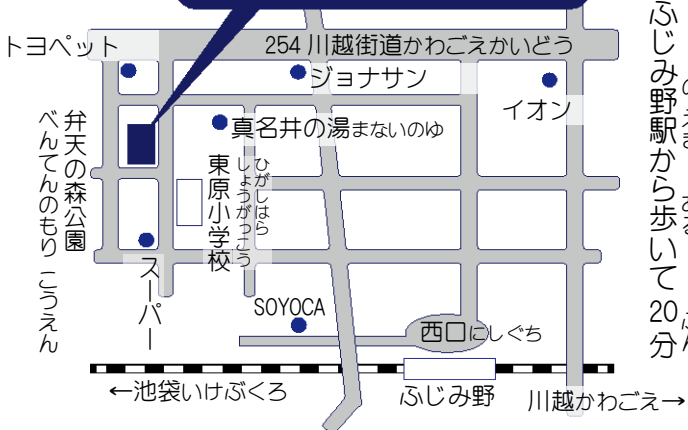 トヨペット
254 川越街道かわごえかいどう
ジョナサン
イオン
真名井の湯まないのゆ
弁天の森公園
べんてんのもり こうえん
ひがしはら
しょうがっこう
東原小学校
スーパー
SOYOCA
西口にしぐち
←池袋いけぶくろ
ふじみ野
川越かわごえ→
ふじみ野駅から歩いて20分